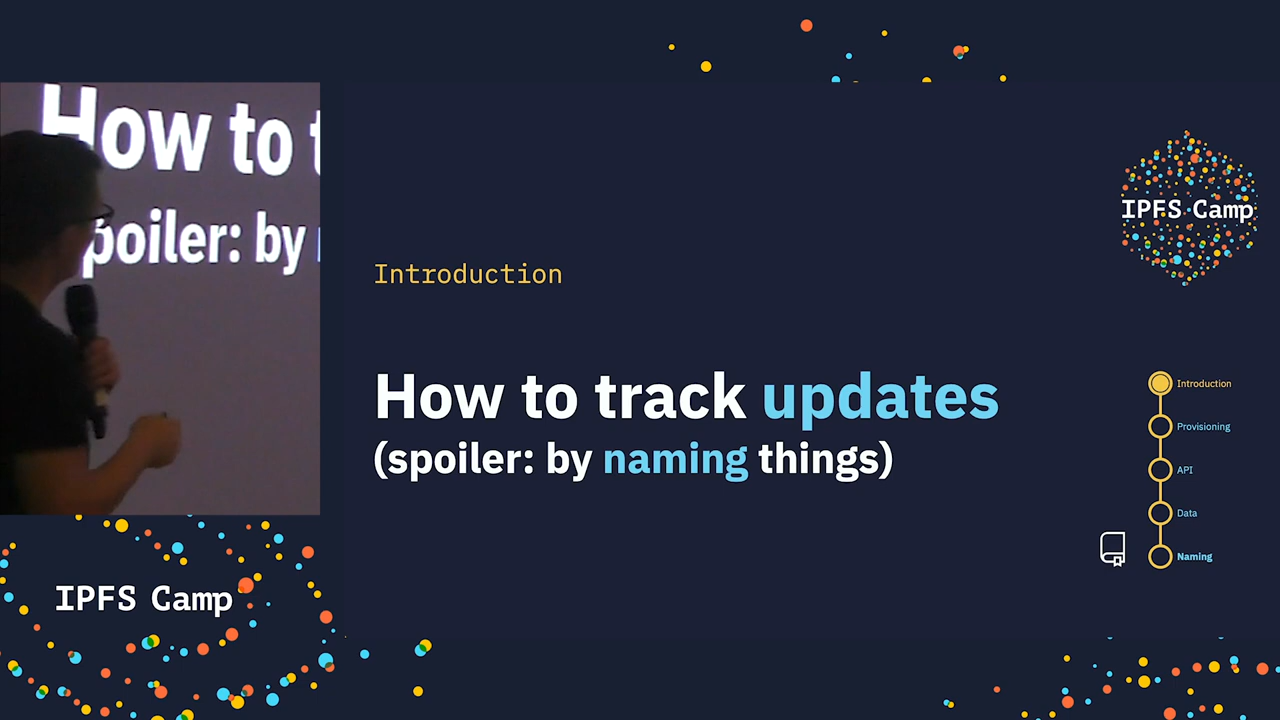 How to t
spoiler: by
IPFS Camp
Introduction
How to track updates
(spoiler: by naming things)
IPFS Camp
Introduction
Provisioning
API
Data
Naming